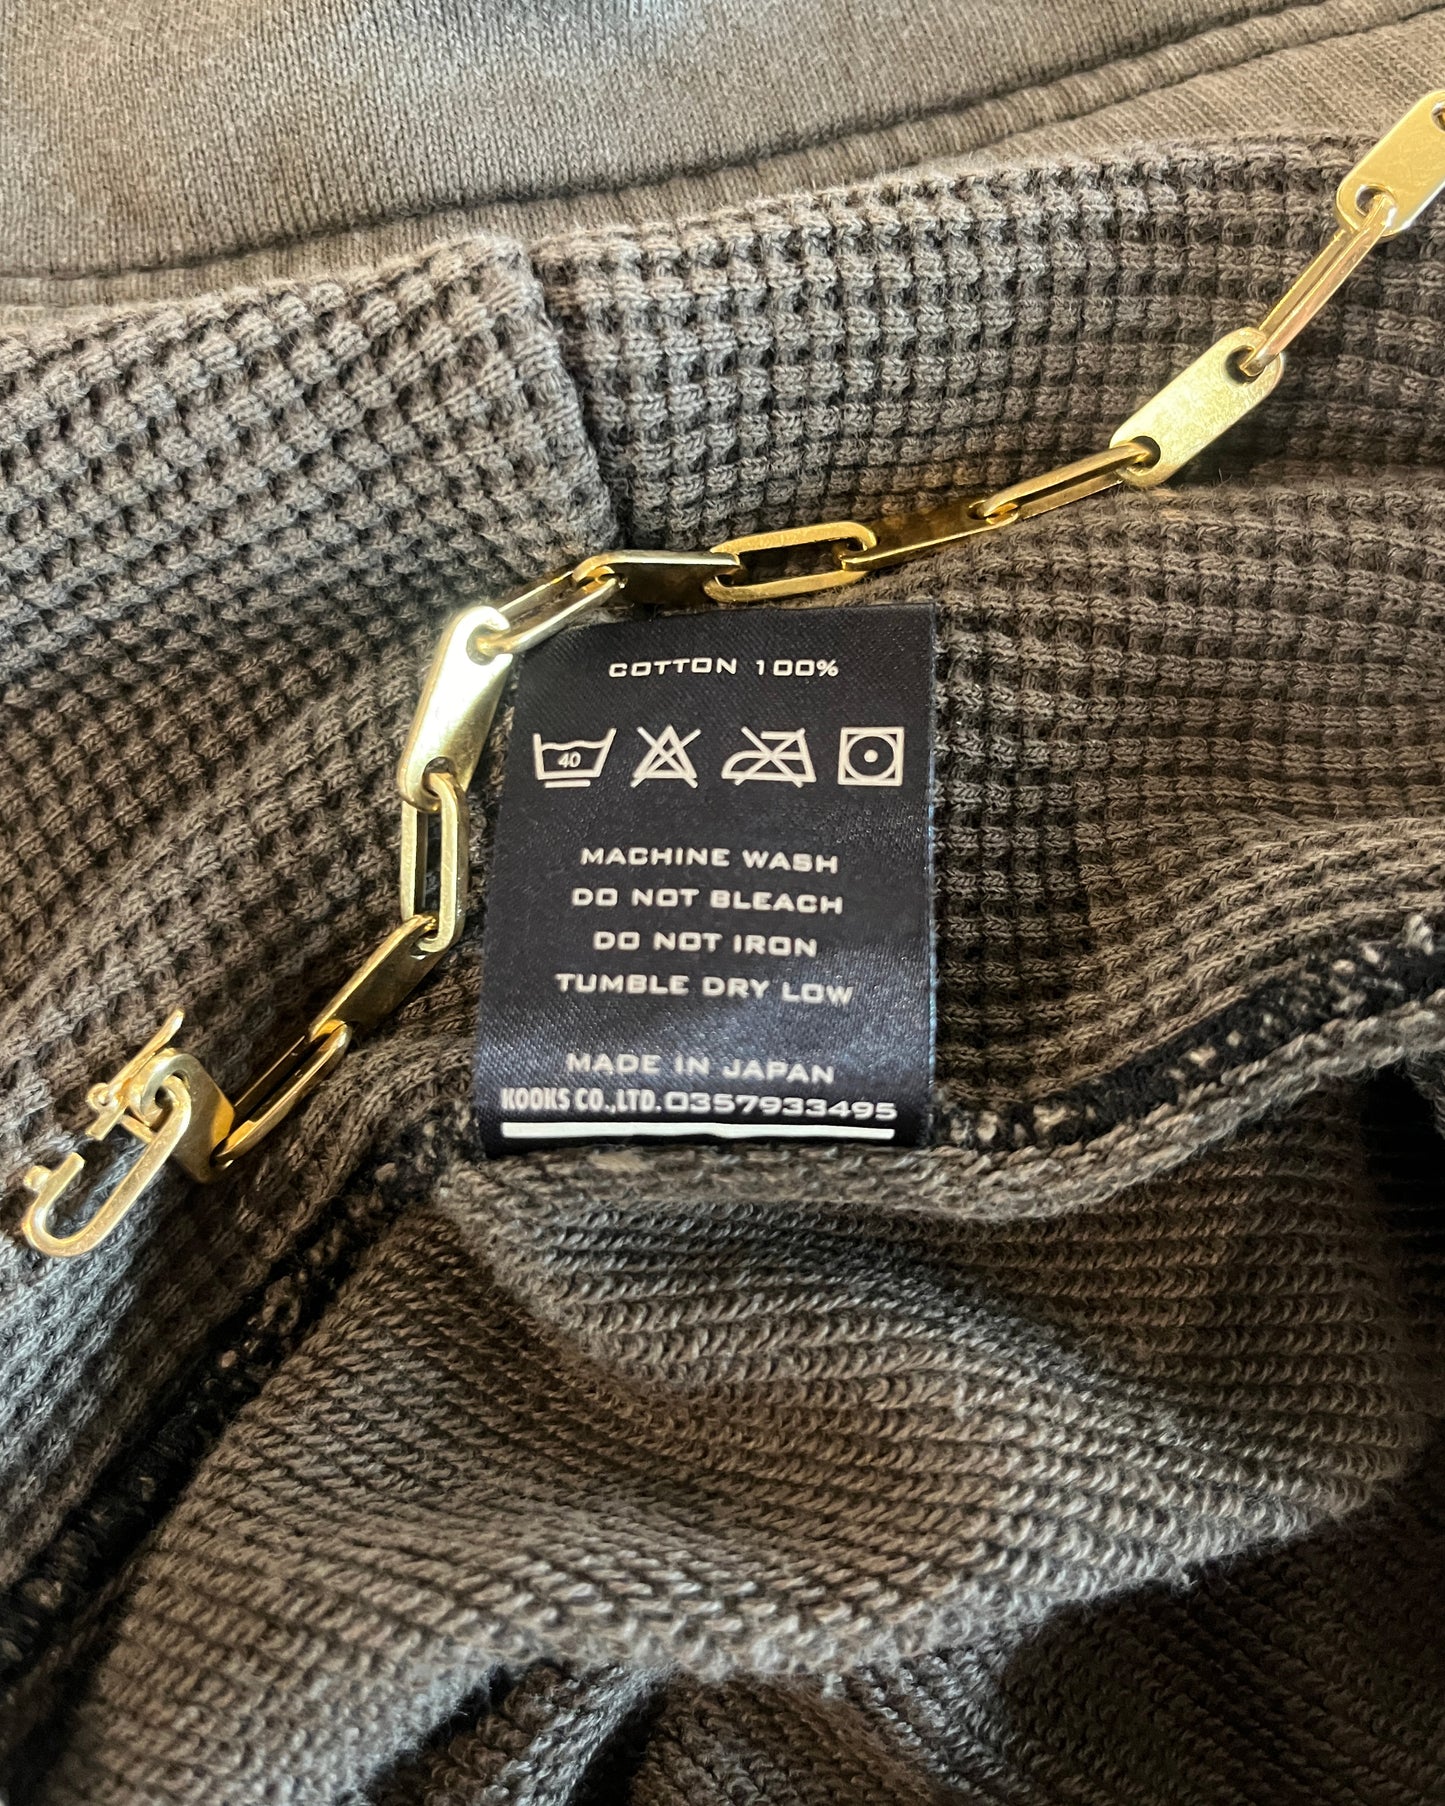 COTTON 100%
40
MACHINE WASH
DO NOT BLEACH
DO NOT IRON
TUMBLE DRY LOW
MADE IN JAPAN
KOOKS CO.,LTD.0357933495